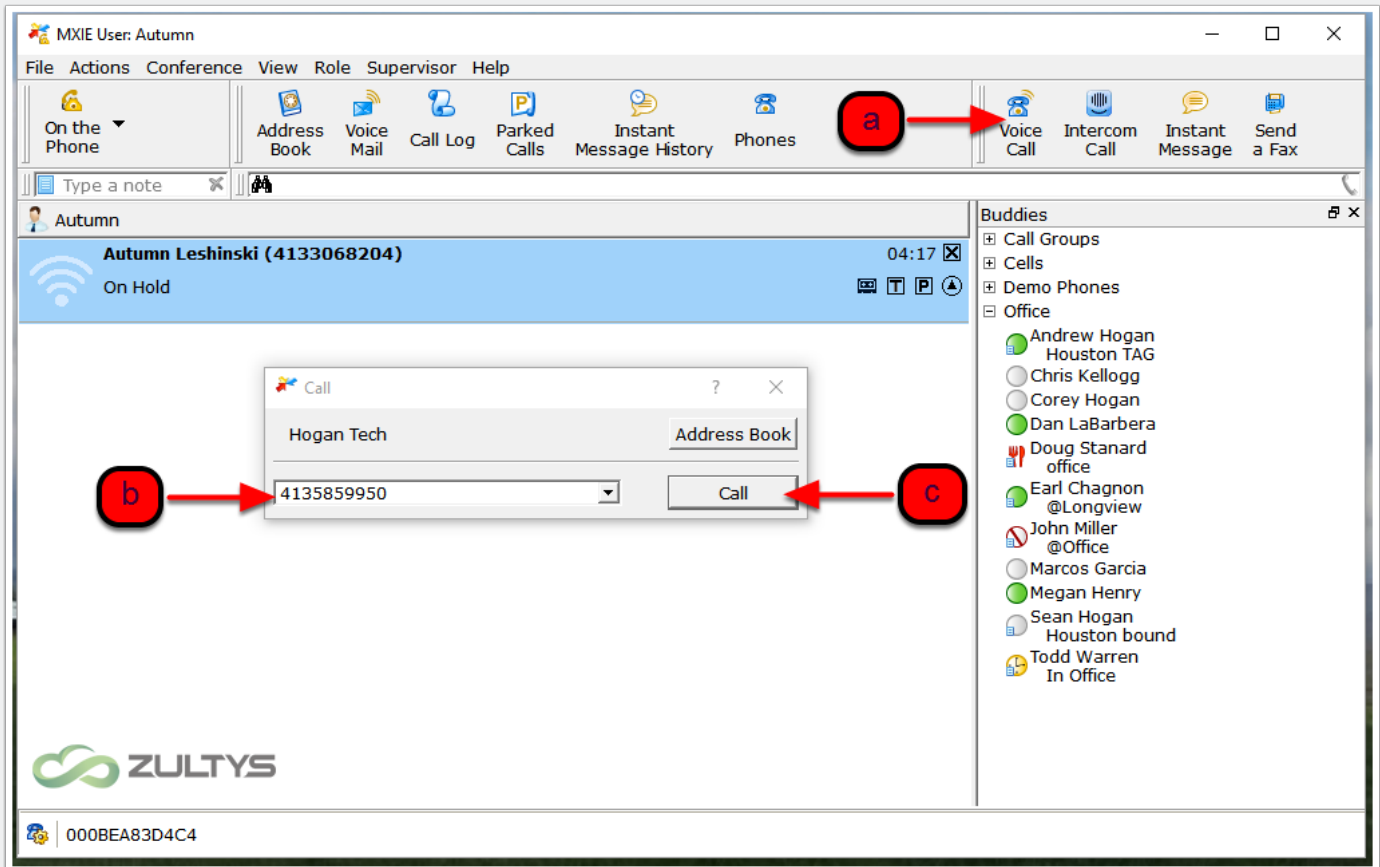 MXIE User: Autumn
File Actions Conference View Role Supervisor Help
On the Phone
Address Book
Voice Mail
Call Log
Parked Calls
Instant Message History
Phones
a
Voice Call
Intercom Call
Instant Message
Send a Fax
Type a note
Autumn
Buddies
Autumn Leshinski (4133068204) 04:17
On Hold
T P
Call Groups
Cells
Demo Phones
Office
Andrew Hogan
Houston TAG
Chris Kellogg
Corey Hogan
Dan LaBarbera
Doug Stanard
office
Earl Chagnon
@Longview
John Miller
@Office
Marcos Garcia
Megan Henry
Sean Hogan
Houston bound
Todd Warren
In Office
Call ?
Hogan Tech Address Book
b 4135859950 Call c
ZULTYS
000BEA83D4C4